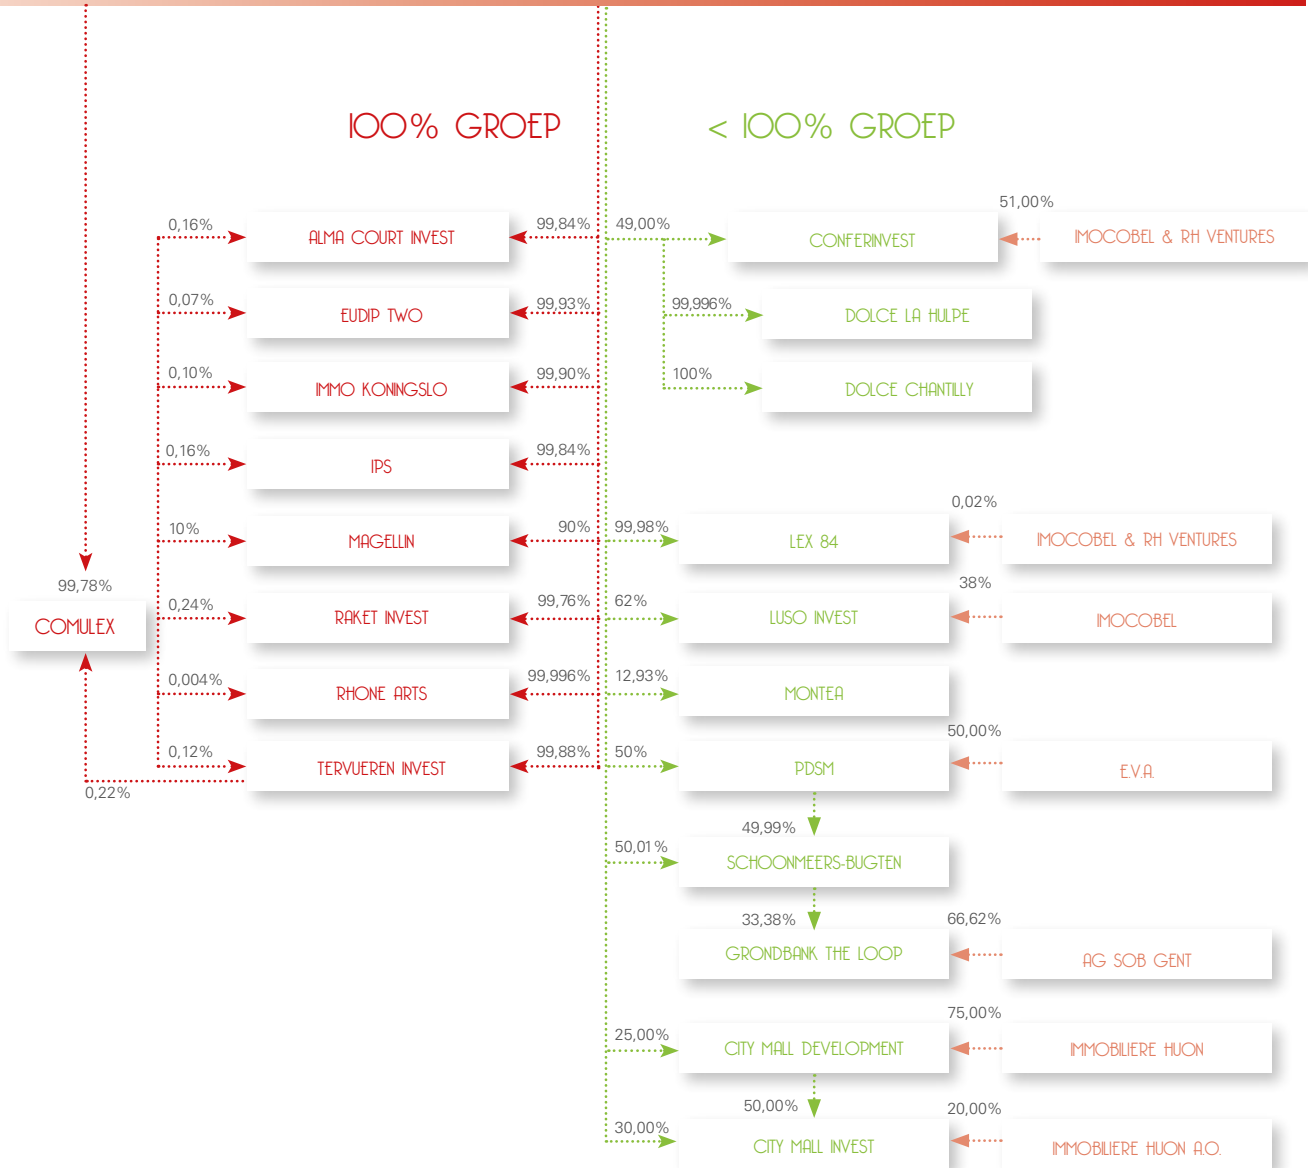 100% GROEP
< 100% GROEP
51,00%
0,16%
ALMA COURT INVEST
99,84%
49,00%
CONFERINVEST
IMOCOBEL & RH VENTURES
0,07%
EUDIP TWO
99,93%
99,996%
DOLCE LA HULPE
0,10%
IMMO KONINGSLO
99,90%
100%
DOLCE CHANTILLY
0,16%
IPS
99,84%
0,02%
10%
MAGELLIN
90%
99,98%
LEX 84
IMOCOBEL & RH VENTURES
99,78%
COMULEX
38%
0,24%
RAKET INVEST
99,76%
62%
LUSO INVEST
IMOCOBEL
0,004%
RHONE ARTS
99,996%
12,93%
MONTEA
50,00%
0,12%
TERVUEREN INVEST
99,88%
50%
PDSM
E.V.A.
0,22%
49,99%
50,01%
SCHOONMEERS-BUGTEN
33,38%
66,62%
GRONDBANK THE LOOP
AG SOB GENT
75,00%
25,00%
CITY MALL DEVELOPMENT
IMMOBILIERE HUON
50,00%
20,00%
30,00%
CITY MALL INVEST
IMMOBILIERE HUON A.O.